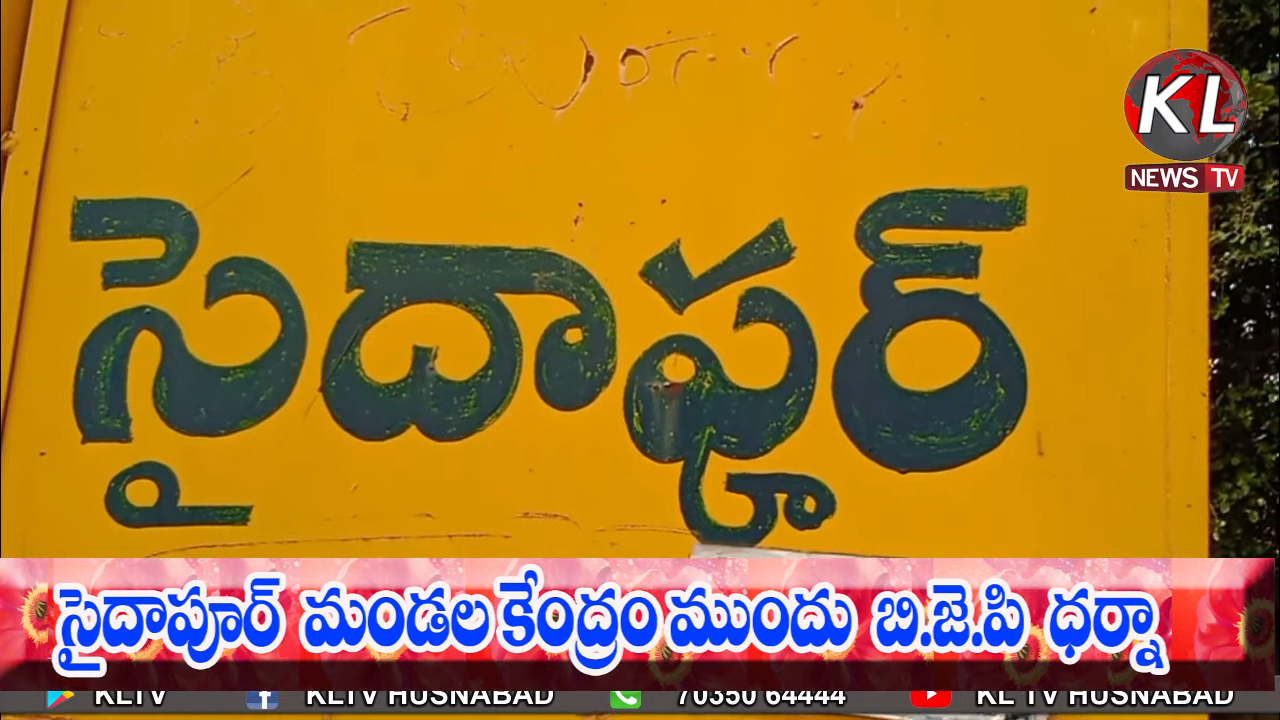 KL
NEWS TV
సైదాపూర్
సైదాపూర్ మండల కేంద్రం ముందు బి.జె.పి ధర్నా
KLTV KLTV HUSNABAD 70350 64444 KL TV HUSNABAD